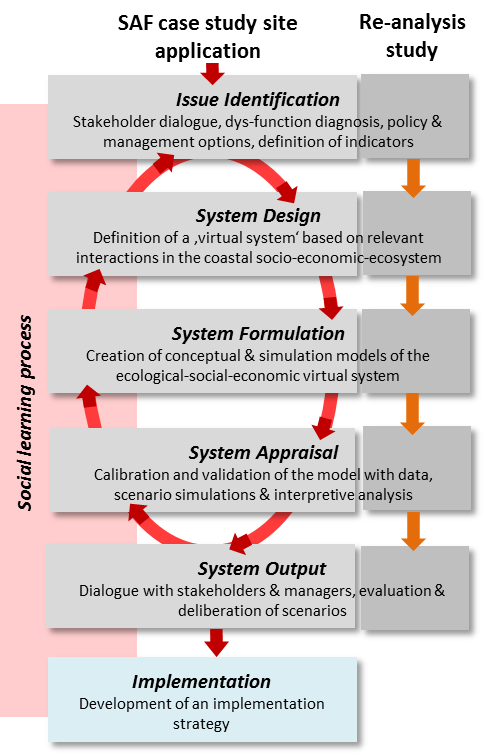 SAF case study site
application
Re-analysis
study
Issue Identification
Stakeholder dialogue, dys-function diagnosis, policy &
management options, definition of indicators
System Design
Definition of a ‚virtual system‘ based on relevant
interactions in the coastal socio-economic-ecosystem
System Formulation
Creation of conceptual & simulation models of the
ecological-social-economic virtual system
System Appraisal
Calibration and validation of the model with data,
scenario simulations & interpretive analysis
System Output
Dialogue with stakeholders & managers, evaluation &
deliberation of scenarios
Implementation
Development of an implementation
strategy
Social learning process